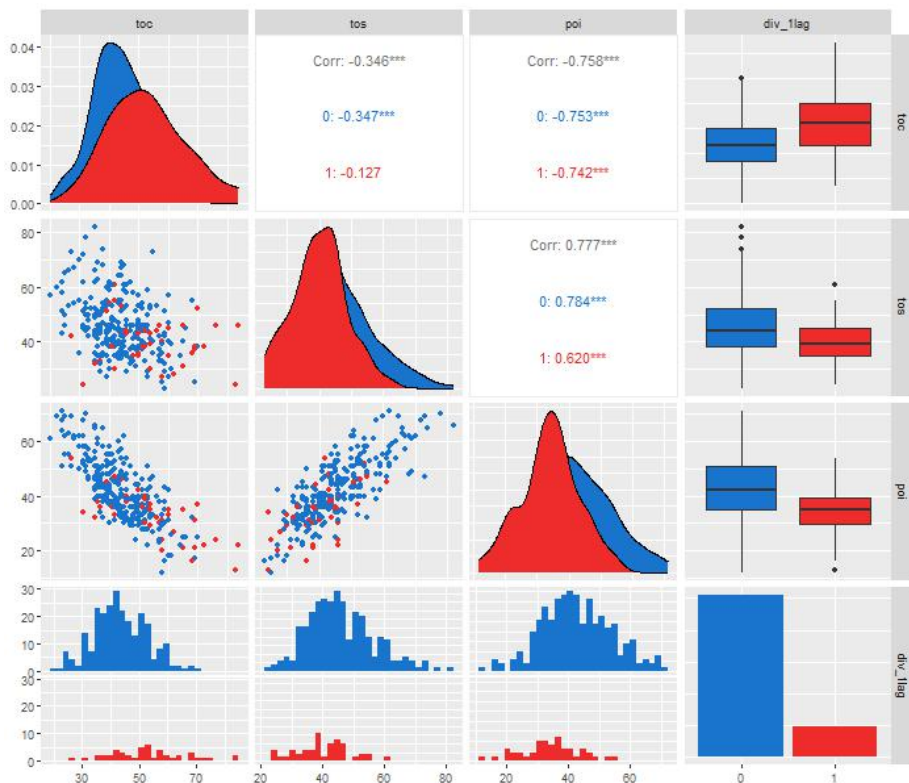 toc tos poi div_1lag
0.04
0.03
0.02
0.01
0.00
Corr: -0.346***
0: -0.347***
1: -0.127
Corr: -0.758***
0: -0.753***
1: -0.742***
toc
80
60
40
Corr: 0.777***
0: 0.784***
1: 0.620***
tos
60
40
20
poi
30
20
10
0
30
20
10
0
div_1lag
30 50 70
20 40 60 80
20 40 60
0 1